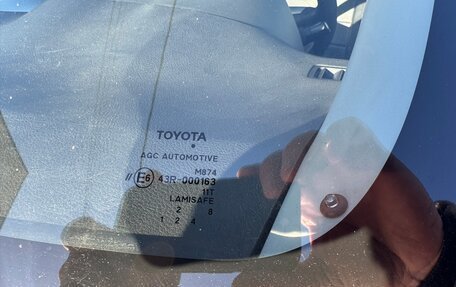 TOYOTA
AGC AUTOMOTIVE
M874
// E6 43R-000163
11T
LAMISAFE
2 8
1 2 4